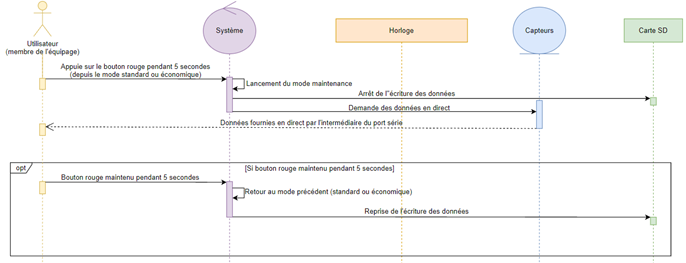 Utilisateur
(membre de l'équipage)
Système
Horloge
Capteurs
Carte SD
Appuie sur le bouton rouge pendant 5 secondes
(depuis le mode standard ou économique)
Lancement du mode maintenance
Arrêt de l''écriture des données
Demande des données en direct
Données fournies en direct par l'intermédiaire du port série
opt
[Si bouton rouge maintenu pendant 5 secondes]
Bouton rouge maintenu pendant 5 secondes
Retour au mode précédent (standard ou économique)
Reprise de l'écriture des données